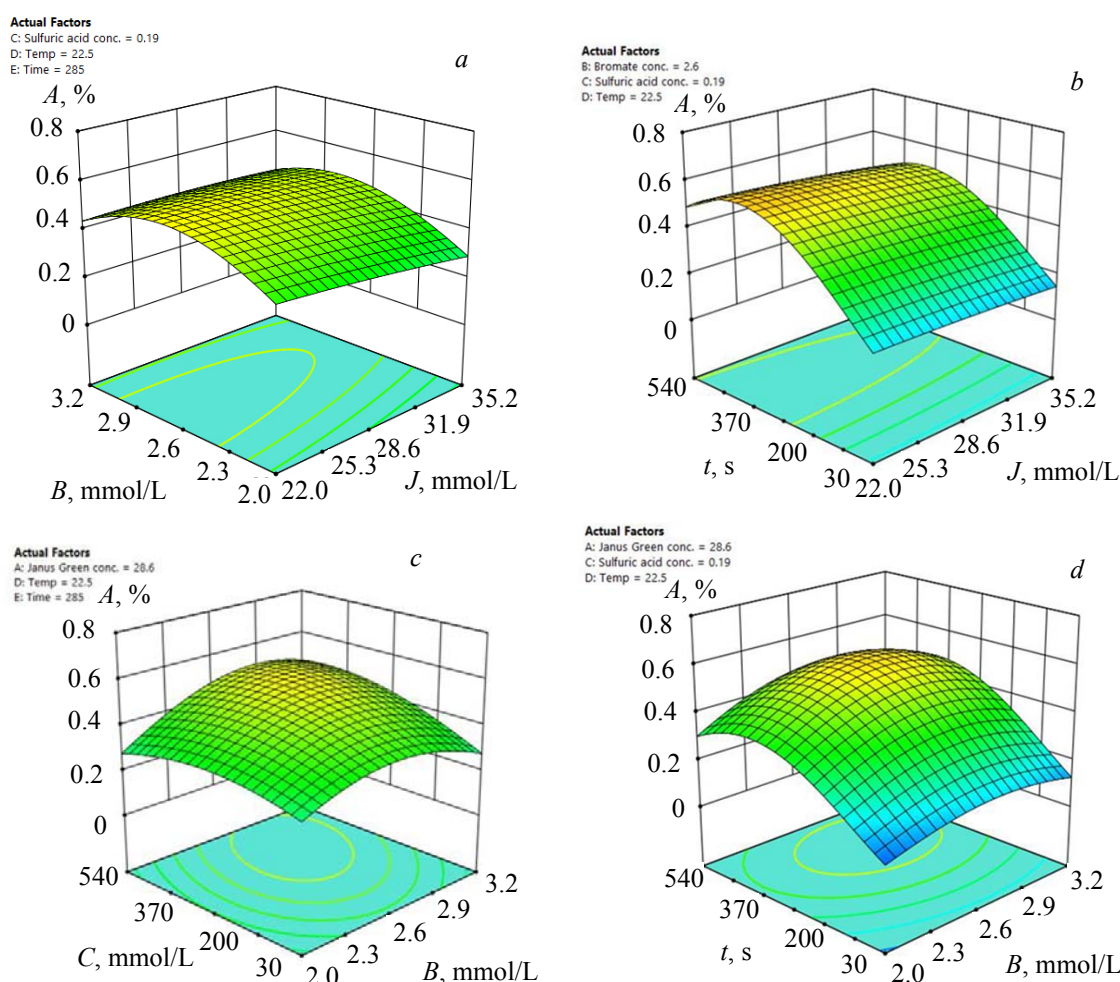 Actual Factors
C: Sulfuric acid conc. = 0.19
D: Temp = 22.5
E: Time = 285
a
A, %
0.8
0.6
0.4
0.2
0
3.2
2.9
2.6
2.3
2.0
B, mmol/L
22.0
25.3
28.6
31.9
35.2
J, mmol/L
Actual Factors
B: Bromate conc. = 2.6
C: Sulfuric acid conc. = 0.19
D: Temp = 22.5
b
A, %
0.8
0.6
0.4
0.2
0
540
370
200
30
t, s
22.0
25.3
28.6
31.9
35.2
J, mmol/L
Actual Factors
A: Janus Green conc. = 28.6
D: Temp = 22.5
E: Time = 285
c
A, %
0.8
0.6
0.4
0.2
0
540
370
200
30
C, mmol/L
2.0
2.3
2.6
2.9
3.2
B, mmol/L
Actual Factors
A: Janus Green conc. = 28.6
C: Sulfuric acid conc. = 0.19
D: Temp = 22.5
d
A, %
0.8
0.6
0.4
0.2
0
540
370
200
30
t, s
2.0
2.3
2.6
2.9
3.2
B, mmol/L